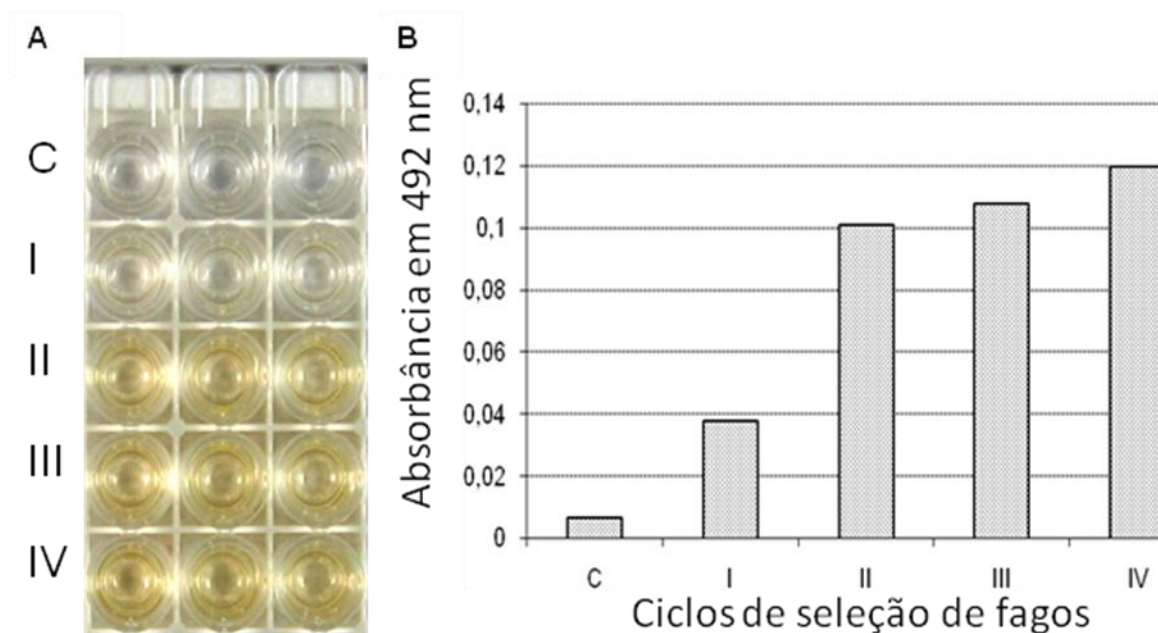 A
C
I
II
III
IV
B
Absorbância em 492 nm
0,14
0,12
0,1
0,08
0,06
0,04
0,02
0
C I II III IV
Ciclos de seleção de fagos